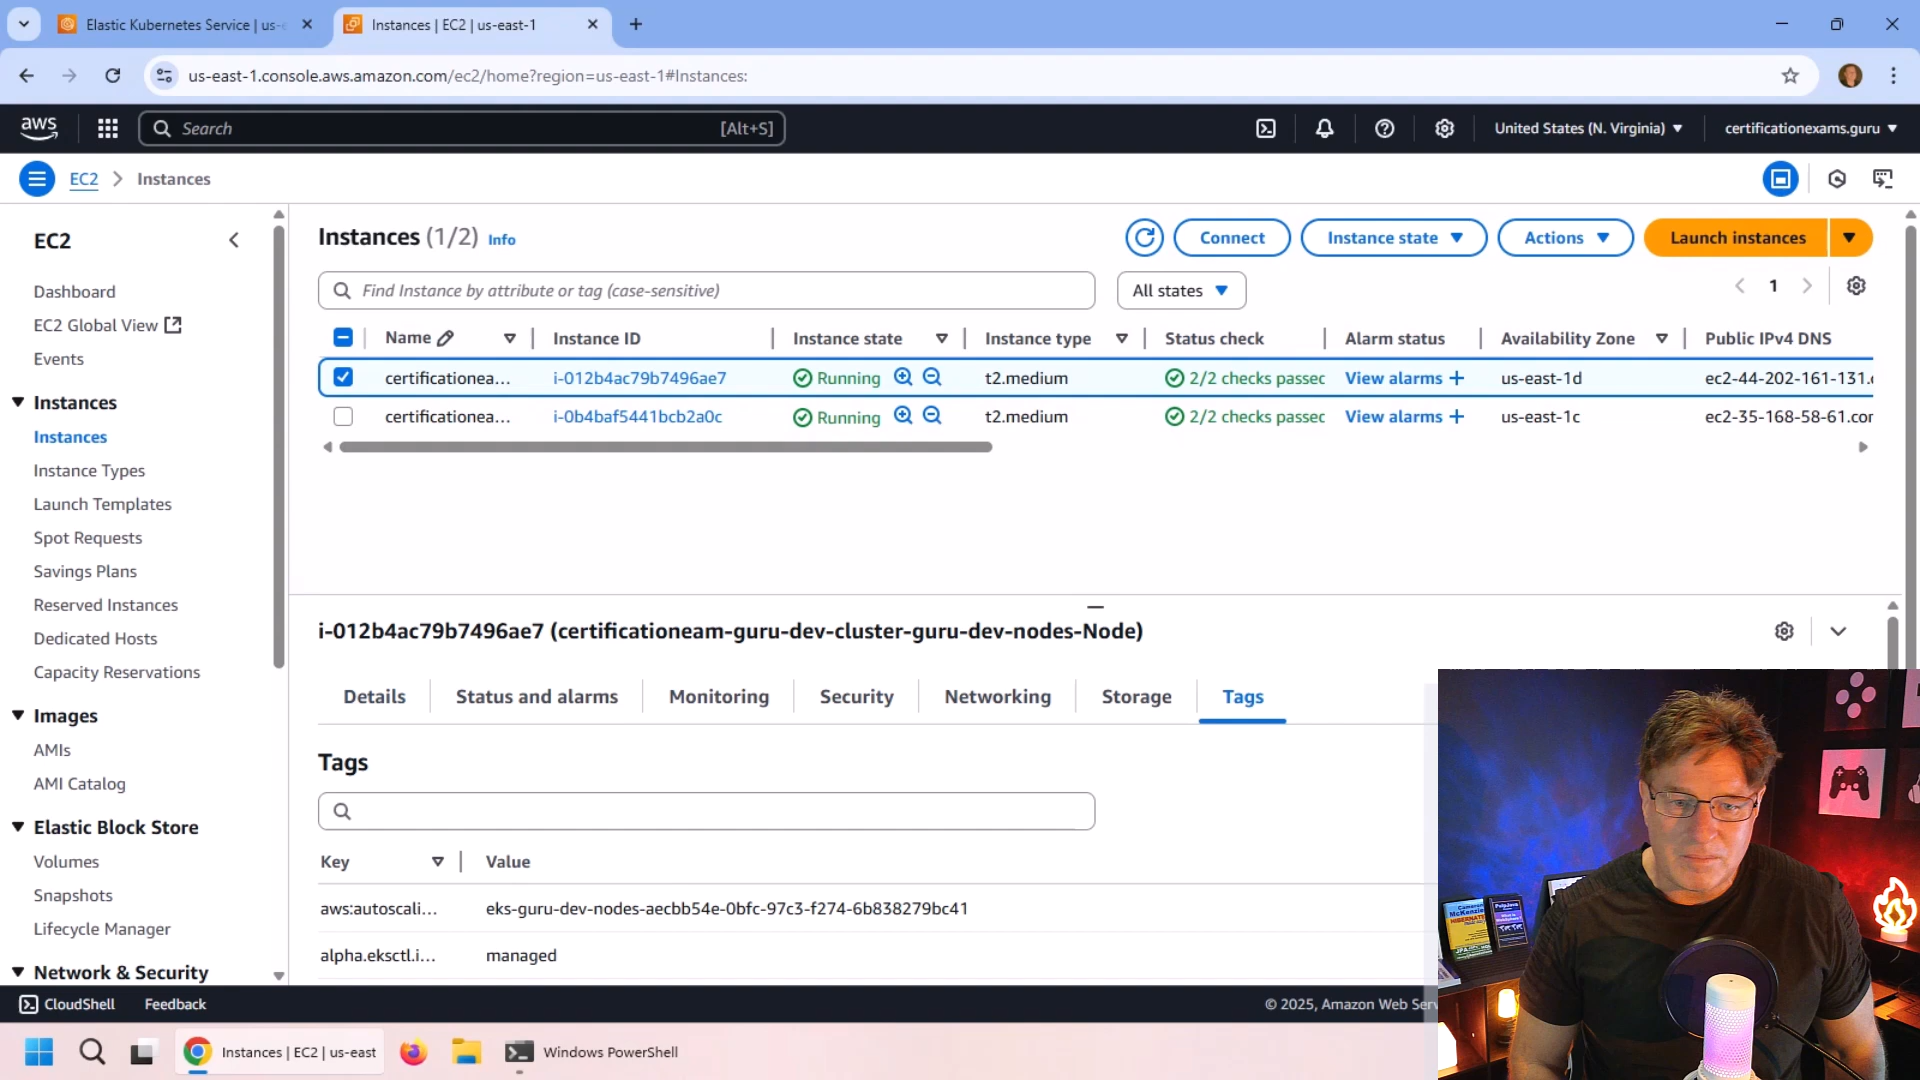 Elastic Kubernetes Service | us-e
Instances | EC2 | us-east-1
us-east-1.console.aws.amazon.com/ec2/home?region=us-east-1#Instances:
aws
Search
[Alt+S]
United States (N. Virginia)
certificationexams.guru
EC2
Instances
EC2
Dashboard
EC2 Global View
Events
Instances
Instances
Instance Types
Launch Templates
Spot Requests
Savings Plans
Reserved Instances
Dedicated Hosts
Capacity Reservations
Images
AMIs
AMI Catalog
Elastic Block Store
Volumes
Snapshots
Lifecycle Manager
Network & Security
Instances (1/2) Info
Connect
Instance state
Actions
Launch instances
Find Instance by attribute or tag (case-sensitive)
All states
1
Name Instance ID Instance state Instance type Status check Alarm status Availability Zone Public IPv4 DNS
certificationea... i-012b4ac79b7496ae7 Running t2.medium 2/2 checks passec View alarms + us-east-1d ec2-44-202-161-131.c
certificationea... i-0b4baf5441bcb2a0c Running t2.medium 2/2 checks passec View alarms + us-east-1c ec2-35-168-58-61.cor
i-012b4ac79b7496ae7 (certificationeam-guru-dev-cluster-guru-dev-nodes-Node)
Details
Status and alarms
Monitoring
Security
Networking
Storage
Tags
Tags
Key Value
aws:autoscali... eks-guru-dev-nodes-aecbb54e-0bfc-97c3-f274-6b838279bc41
alpha.eksctl.i... managed
CloudShell
Feedback
© 2025, Amazon Web Serv
Instances | EC2 | us-east
Windows PowerShell